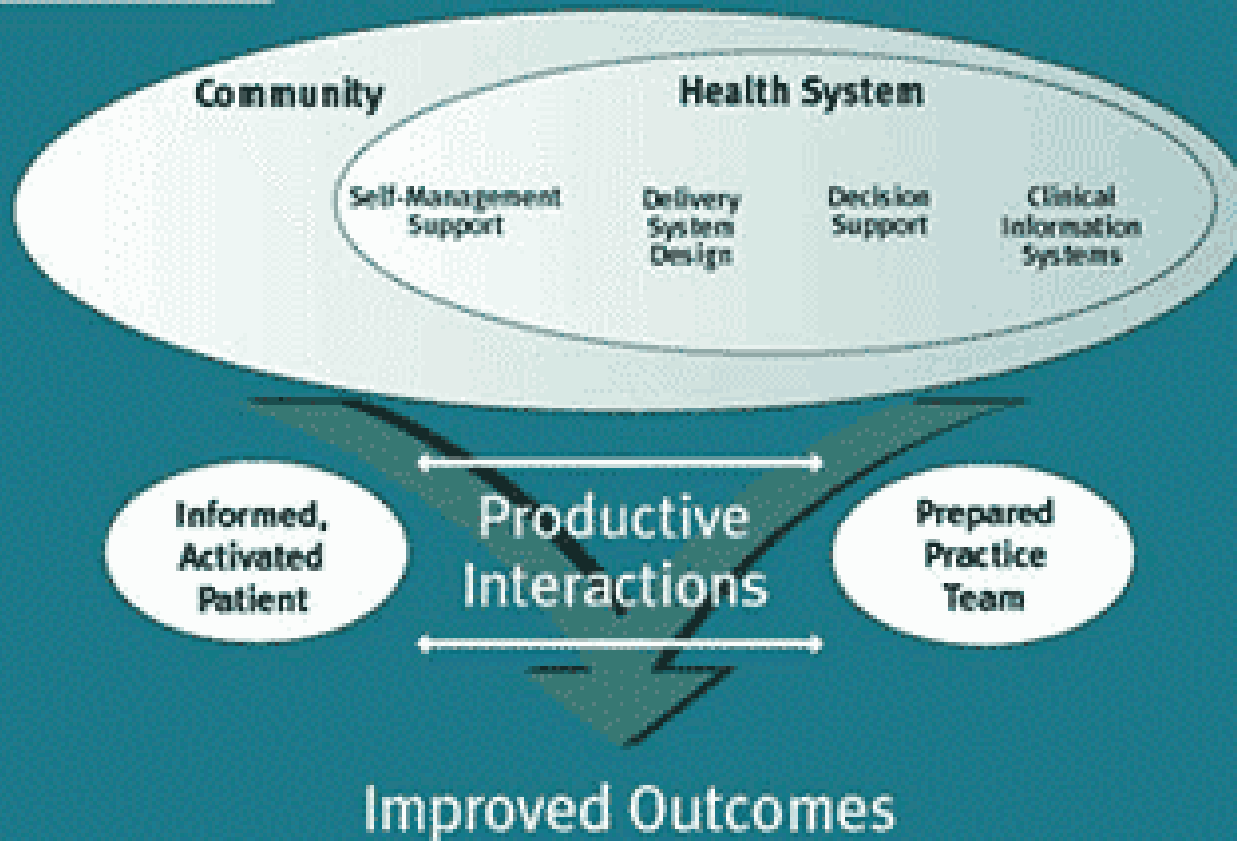 Community
Health System
Self-Management
Support
Delivery
System
Design
Decision
Support
Clinical
Information
Systems
Informed,
Activated
Patient
Productive
Interactions
Prepared
Practice
Team
Improved Outcomes